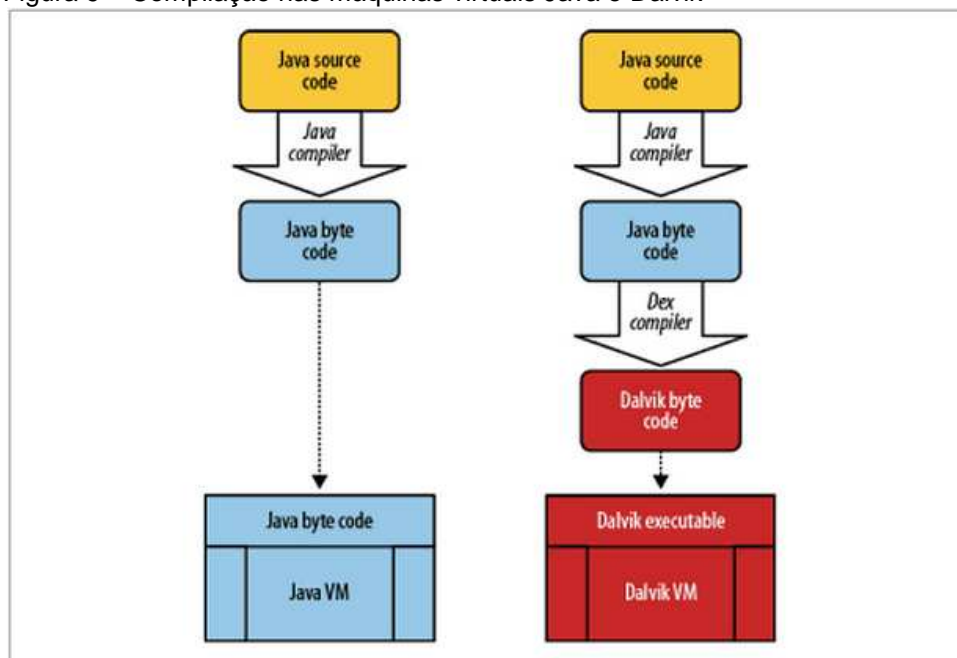 Java source
code
Java
compiler
Java byte
code
Java byte code
Java VM
Java source
code
Java
compiler
Java byte
code
Dex
compiler
Dalvik byte
code
Dalvik executable
Dalvik VM